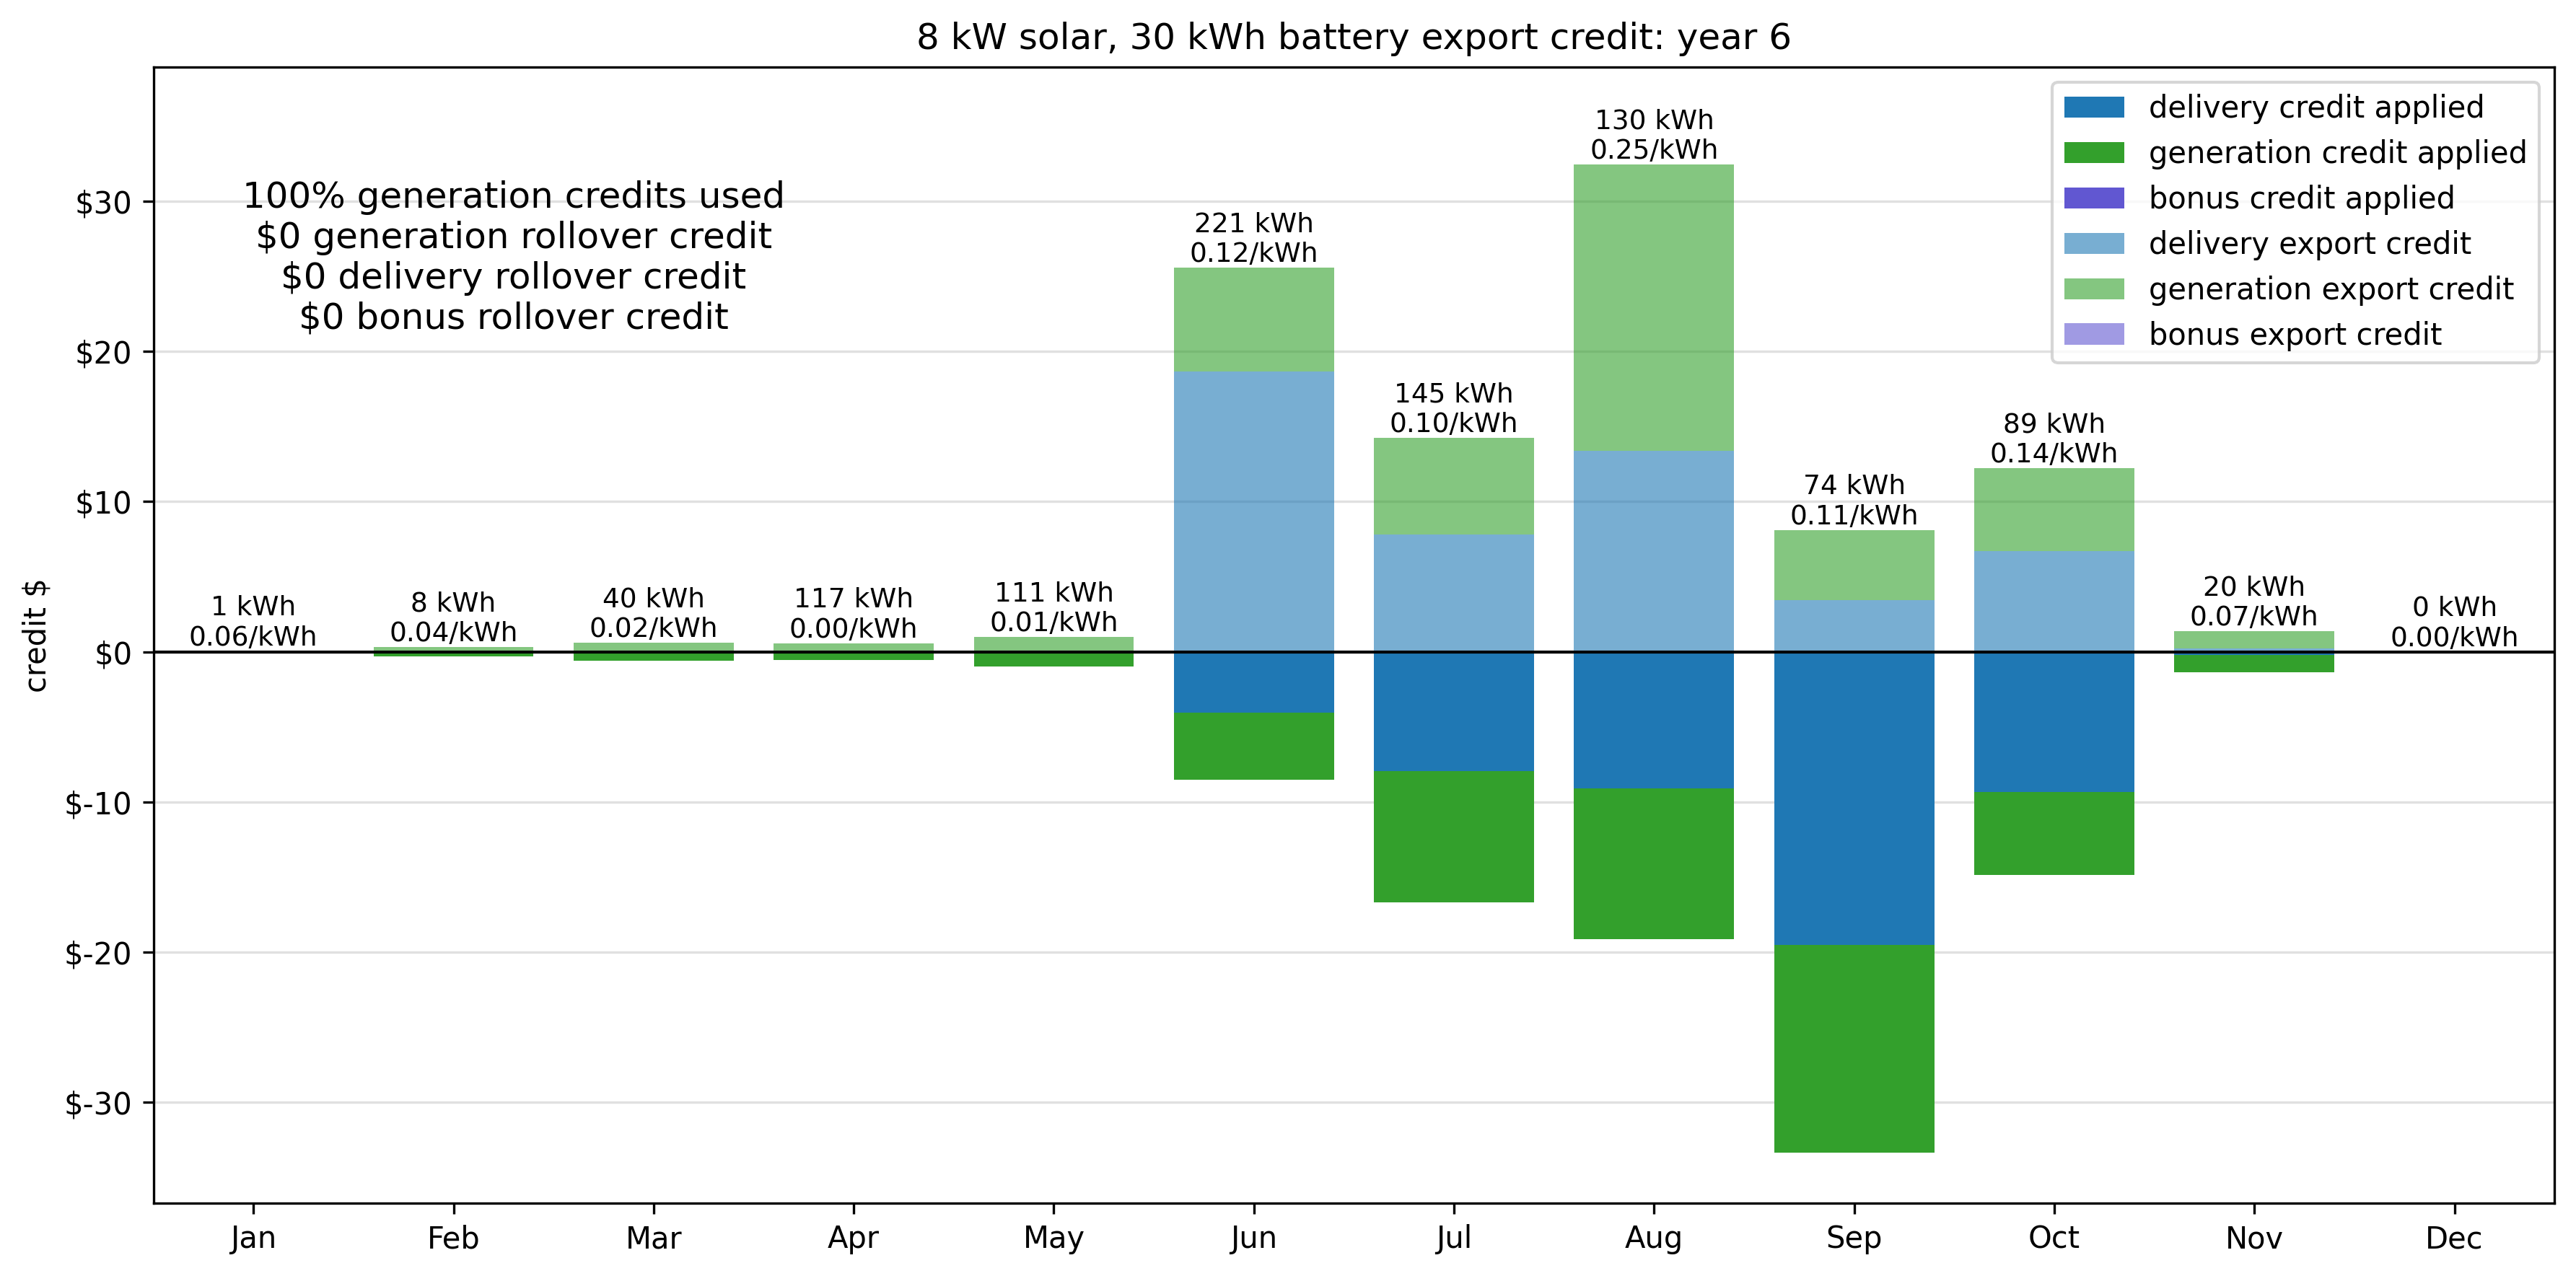 8 kW solar, 30 kWh battery export credit: year 6
delivery credit applied
generation credit applied
bonus credit applied
delivery export credit
generation export credit
bonus export credit
100% generation credits used
$0 generation rollover credit
$0 delivery rollover credit
$0 bonus rollover credit
credit $
$30
$20
$10
$0
$-10
$-20
$-30
1 kWh
0.06/kWh
8 kWh
0.04/kWh
40 kWh
0.02/kWh
117 kWh
0.00/kWh
111 kWh
0.01/kWh
221 kWh
0.12/kWh
145 kWh
0.10/kWh
130 kWh
0.25/kWh
74 kWh
0.11/kWh
89 kWh
0.14/kWh
20 kWh
0.07/kWh
0 kWh
0.00/kWh
Jan
Feb
Mar
Apr
May
Jun
Jul
Aug
Sep
Oct
Nov
Dec